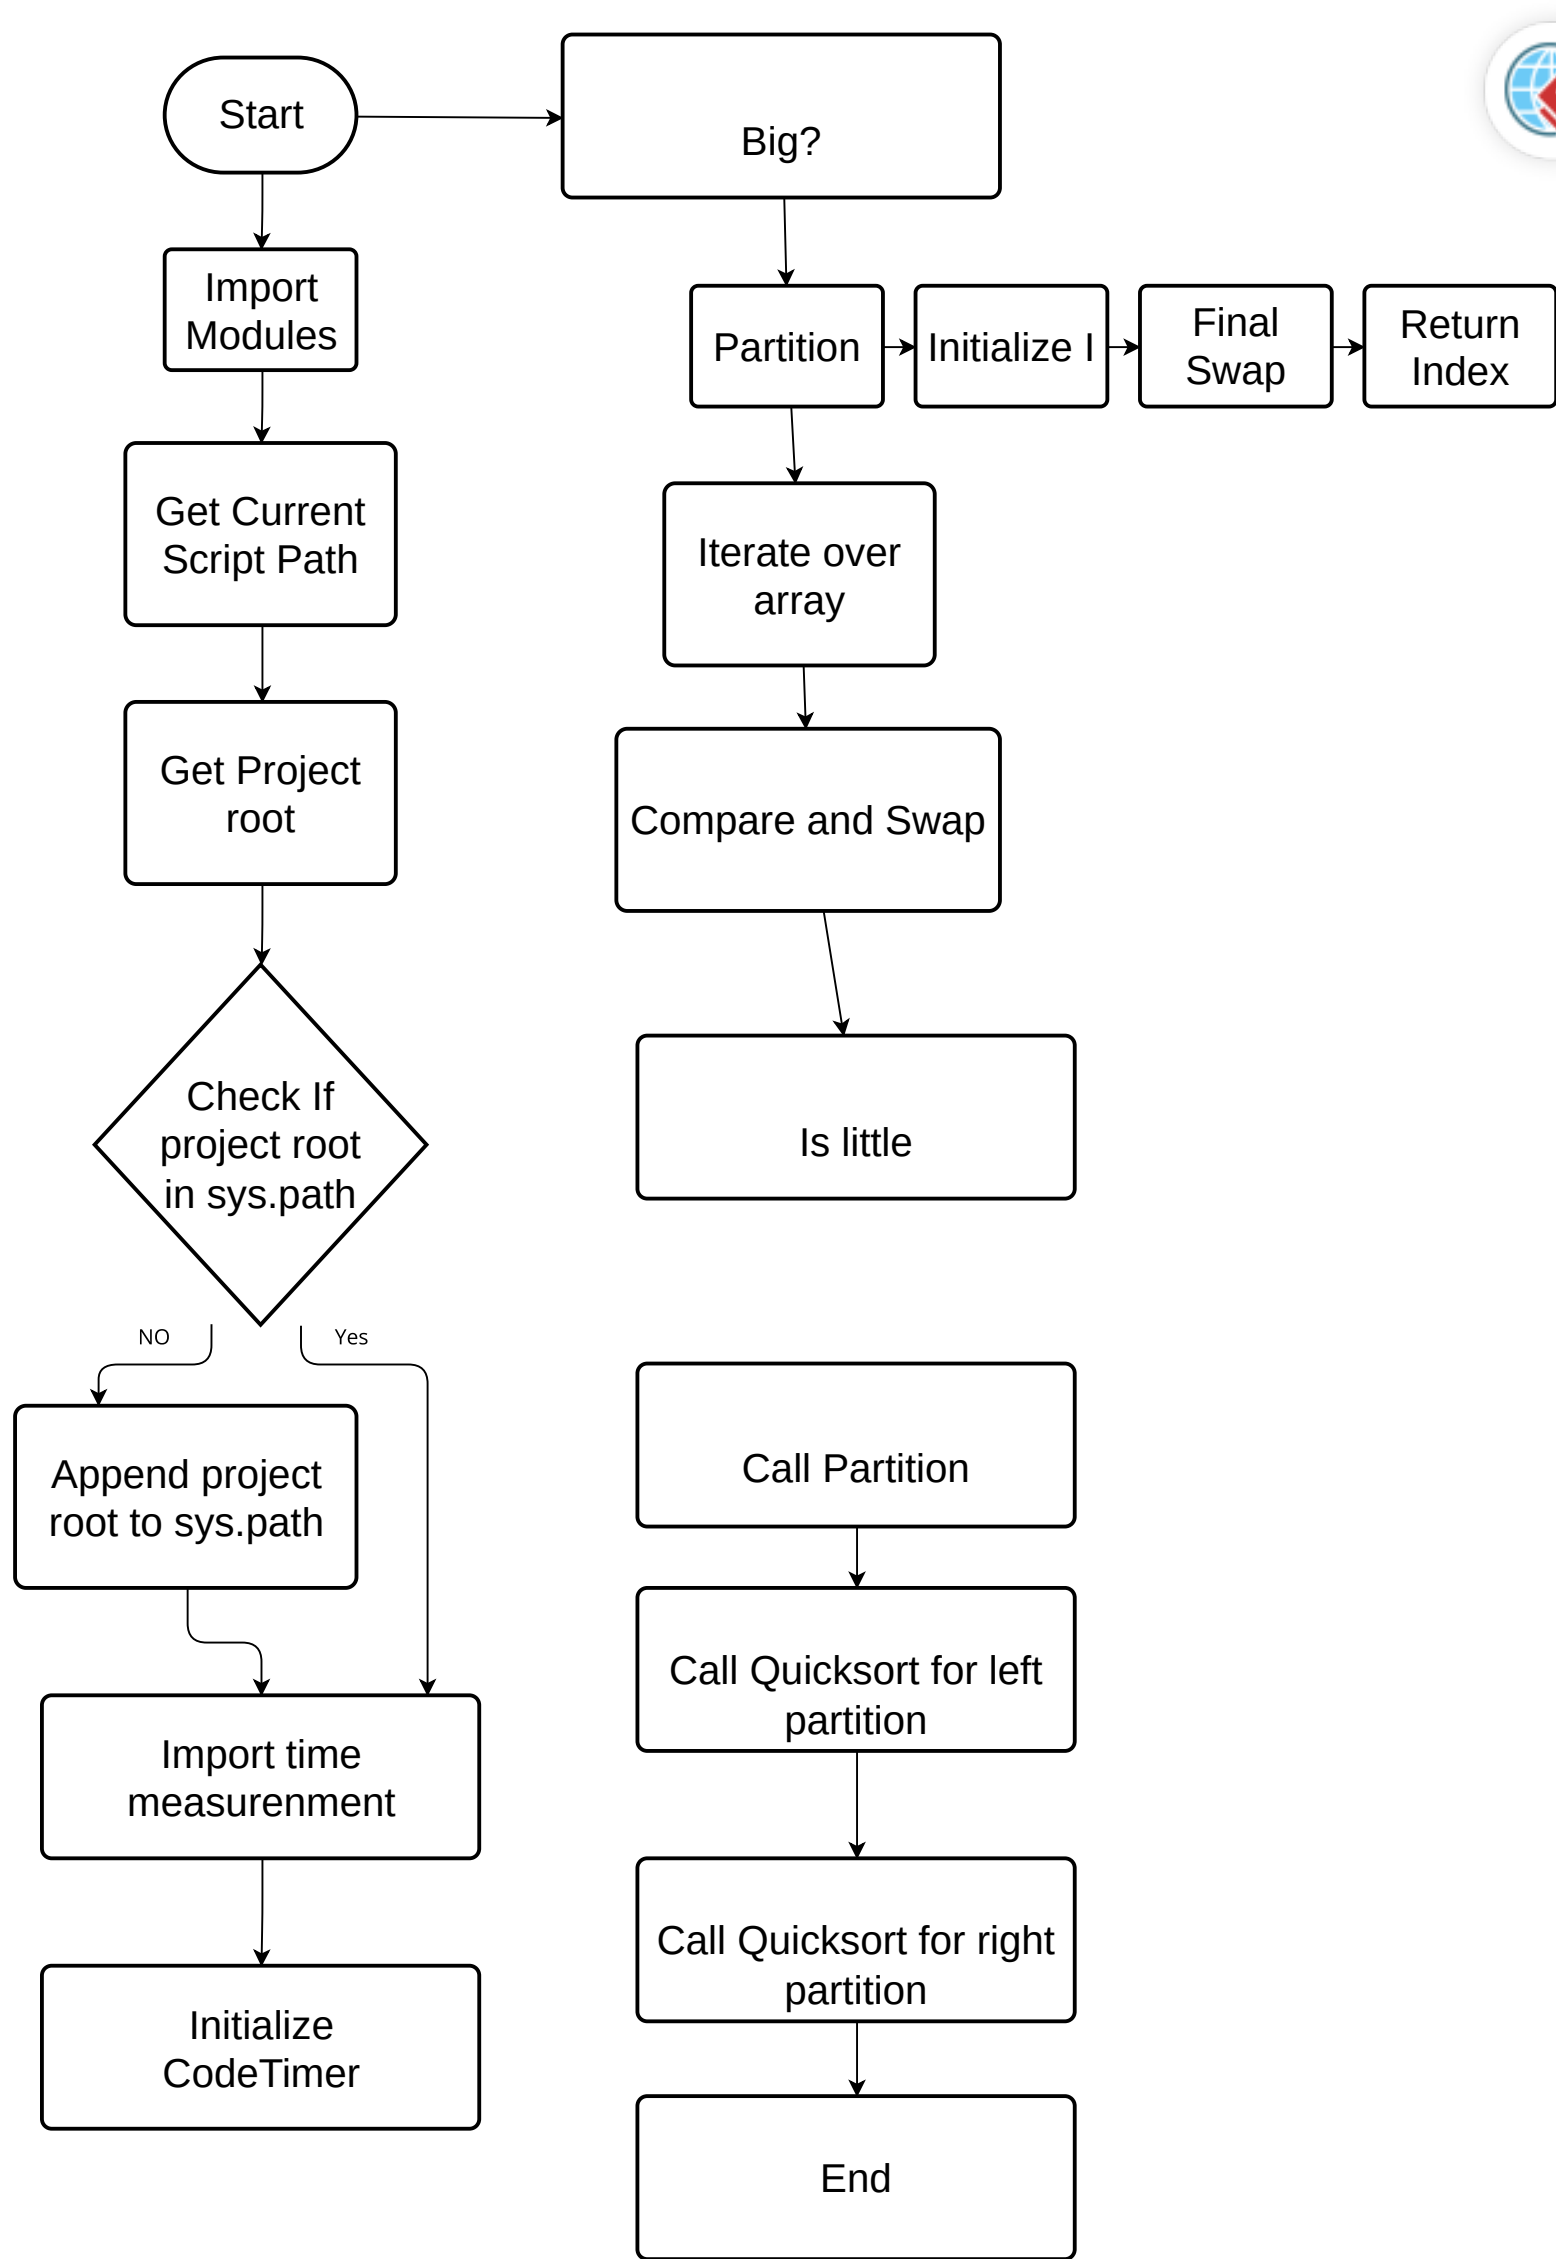 Start
Big?
Import
Modules
Partition
Initialize I
Final
Swap
Return
Index
Get Current
Script Path
Iterate over
array
Get Project
root
Compare and Swap
Check If
project root
in sys.path
Is little
NO
Yes
Append project
root to sys.path
Call Partition
Call Quicksort for left
partition
Import time
measurenment
Call Quicksort for right
partition
Initialize
CodeTimer
End